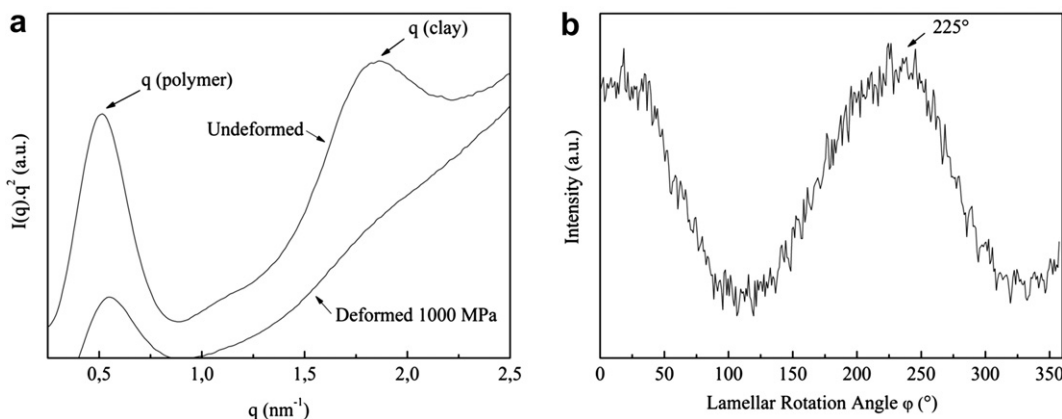 a
q (polymer)
q (clay)
Undeformed
Deformed 1000 MPa
I(q).q²(a.u.)
0,5 1,0 1,5 2,0 2,5
q (nm⁻¹)
b
225°
Intensity (a.u.)
0 50 100 150 200 250 300 350
Lamellar Rotation Angle φ (°)